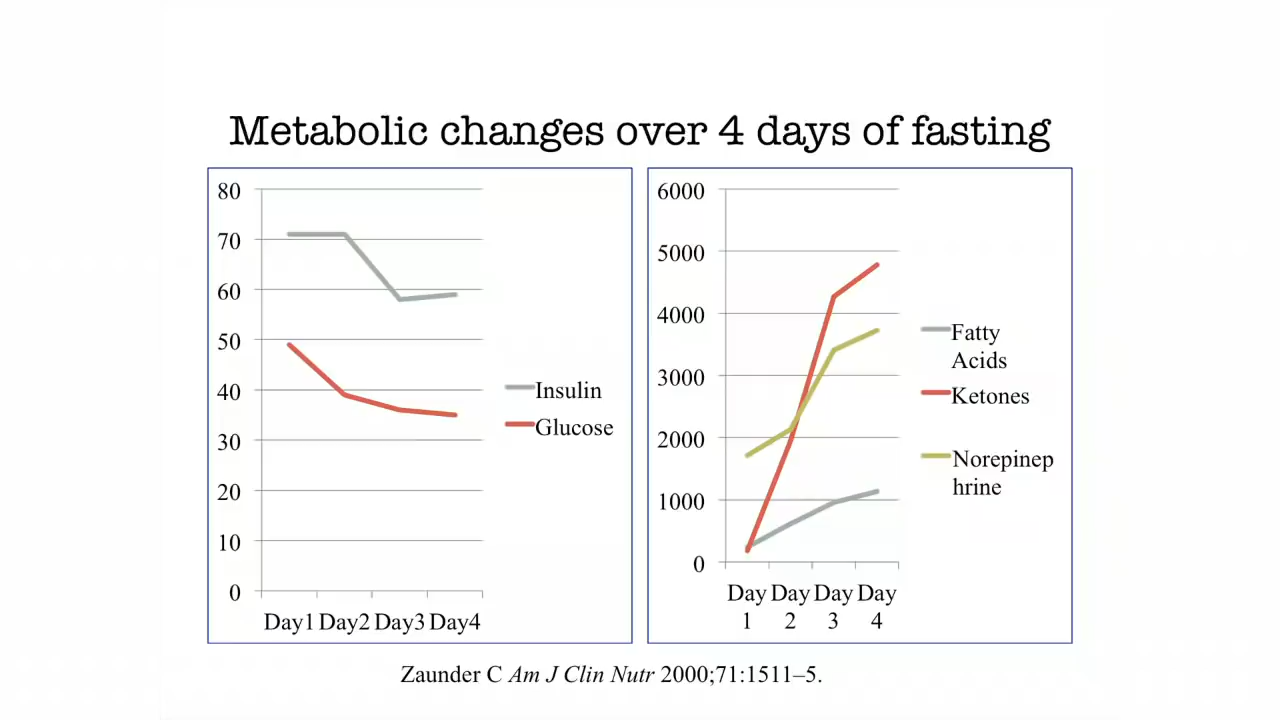 Metabolic changes over 4 days of fasting
80
70
60
50
40
30
20
10
0
Day1 Day2 Day3 Day4
Insulin
Glucose
6000
5000
4000
3000
2000
1000
0
Day Day Day Day
1 2 3 4
Fatty
Acids
Ketones
Norepinep
hrine
Zaunder C Am J Clin Nutr 2000;71:1511–5.